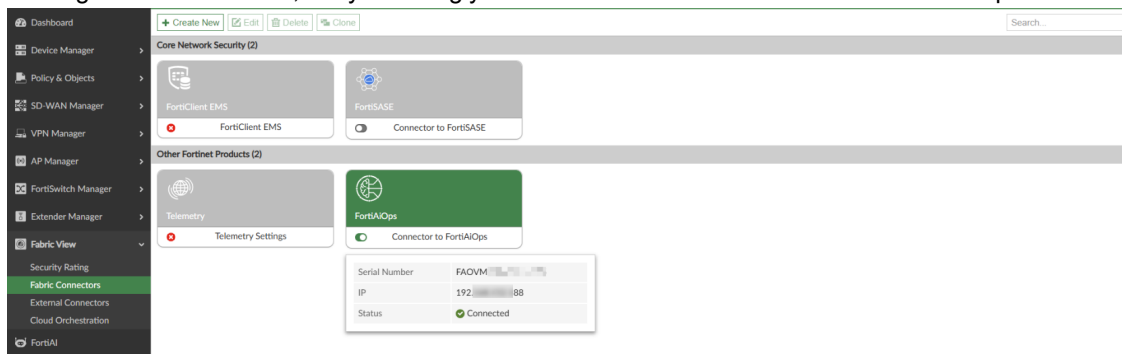 Dashboard
Create New Edit Delete Clone
Search...
Device Manager
Core Network Security (2)
Policy & Objects
SD-WAN Manager
FortiClient EMS
FortiSASE
FortiClient EMS
Connector to FortiSASE
VPN Manager
AP Manager
Other Fortinet Products (2)
FortiSwitch Manager
Extender Manager
Telemetry
FortiAiOps
Telemetry Settings
Connector to FortiAiOps
Fabric View
Security Rating
Fabric Connectors
External Connectors
Cloud Orchestration
FortiAI
Serial Number FAOVM
IP 192. 88
Status Connected